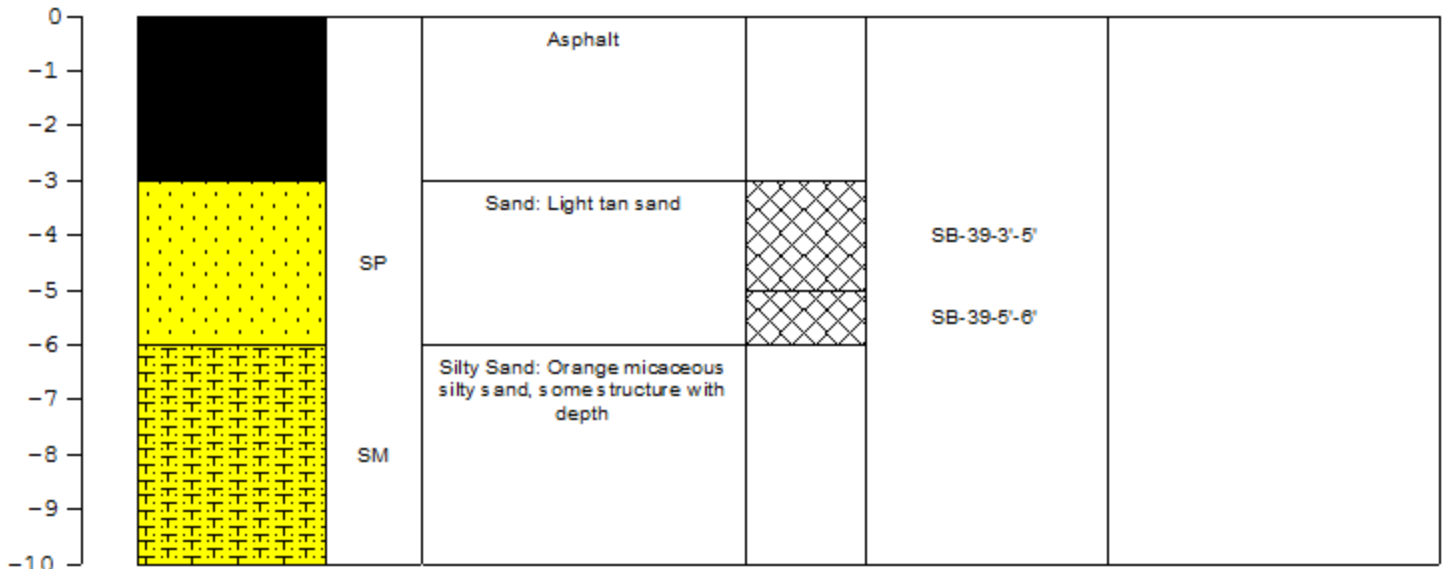 0
Asphalt
-1
-2
-3
Sand: Light tan sand
-4
SB-39-3'-5'
SP
-5
SB-39-5'-6'
-6
Silty Sand: Orange micaceous
silty sand, some structure with
depth
-7
-8
SM
-9
-10